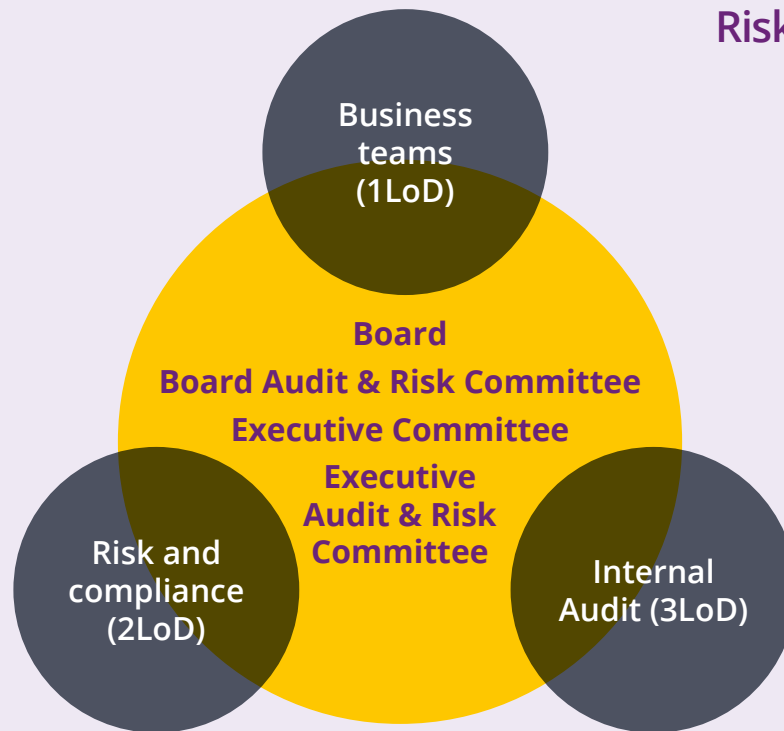 Risk
Business
teams
(1LoD)
Board
Board Audit & Risk Committee
Executive Committee
Executive
Audit & Risk
Committee
Risk and
compliance
(2LoD)
Internal
Audit (3LoD)